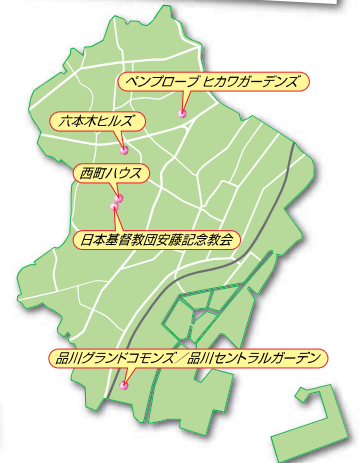 ペンブローブ ヒカワガーデンズ
六本木ヒルズ
西町ハウス
日本基督教団安藤記念教会
品川グランドコモンズ／品川セントラルガーデン